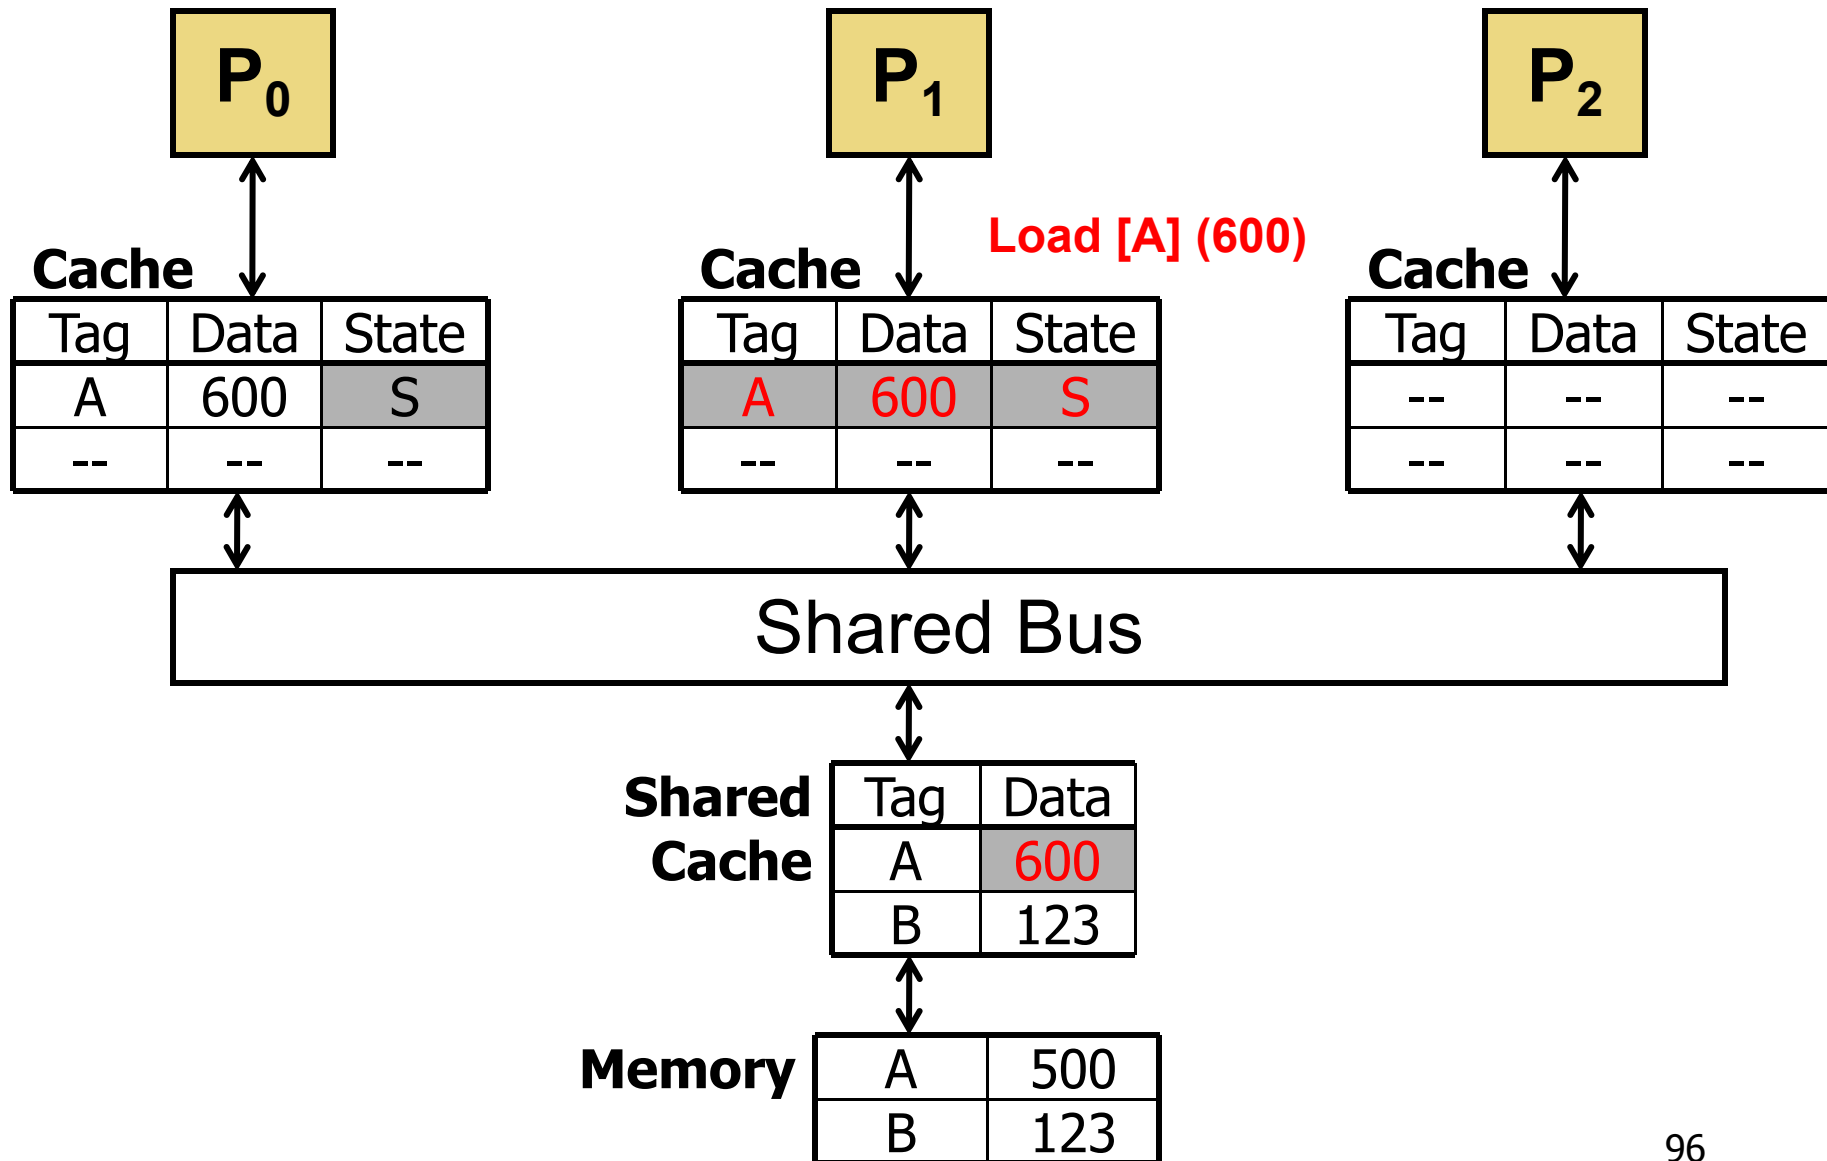 P0 P1 P2
Load [A] (600)
Cache Cache Cache
Tag Data State Tag Data State Tag Data State
A 600 S A 600 S -- -- --
-- -- -- -- -- -- -- -- --
Shared Bus
Shared Tag Data
Cache A 600
B 123
Memory A 500
B 123
96